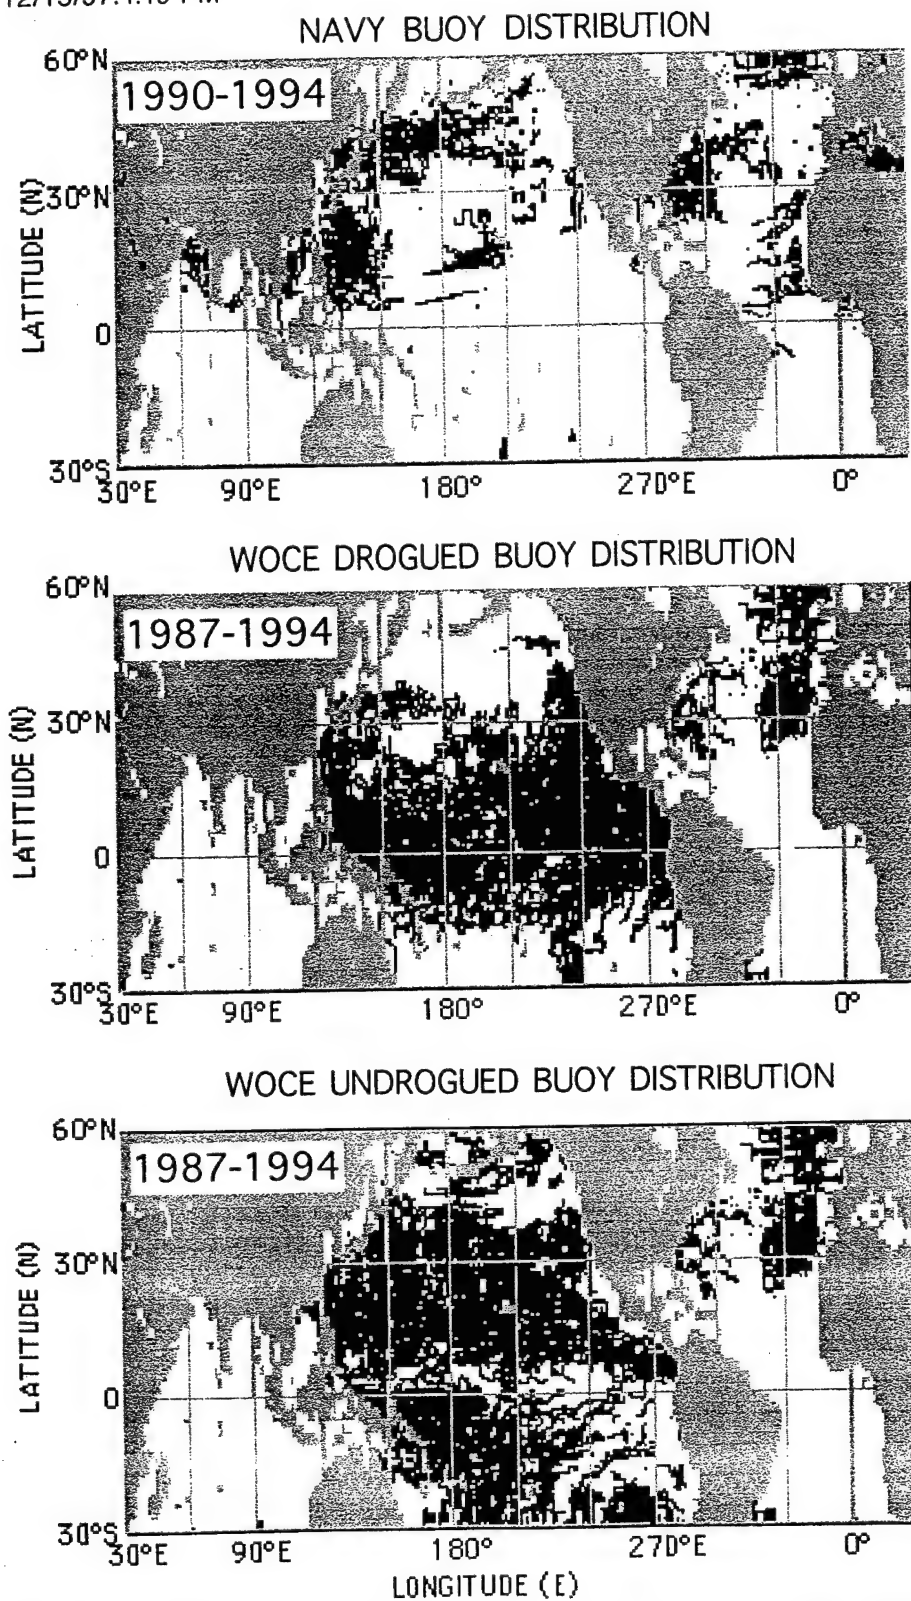 NAVY BUOY DISTRIBUTION
60°N
1990-1994
30°N
LATITUDE (N)
0
30°S
30°E 90°E 180° 270°E 0°
WOCE DROGUED BUOY DISTRIBUTION
60°N
1987-1994
30°N
LATITUDE (N)
0
30°S
30°E 90°E 180° 270°E 0°
WOCE UNDROGUED BUOY DISTRIBUTION
60°N
1987-1994
30°N
LATITUDE (N)
0
30°S
30°E 90°E 180° 270°E 0°
LONGITUDE (E)